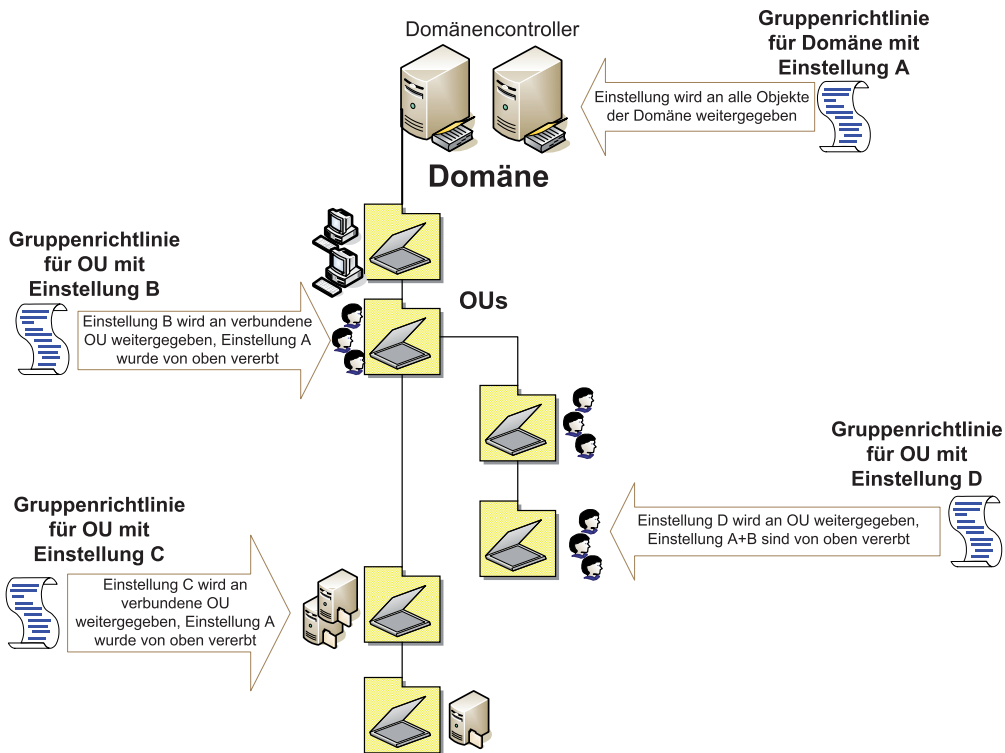 Domänencontroller
Gruppenrichtlinie
für Domäne mit
Einstellung A
Einstellung wird an alle Objekte
der Domäne weitergegeben
Domäne
Gruppenrichtlinie
für OU mit
Einstellung B
Einstellung B wird an verbundene
OU weitergegeben, Einstellung A
wurde von oben vererbt
OUs
Gruppenrichtlinie
für OU mit
Einstellung D
Einstellung D wird an OU weitergegeben,
Einstellung A+B sind von oben vererbt
Gruppenrichtlinie
für OU mit
Einstellung C
Einstellung C wird an
verbundene OU
weitergegeben, Einstellung A
wurde von oben vererbt